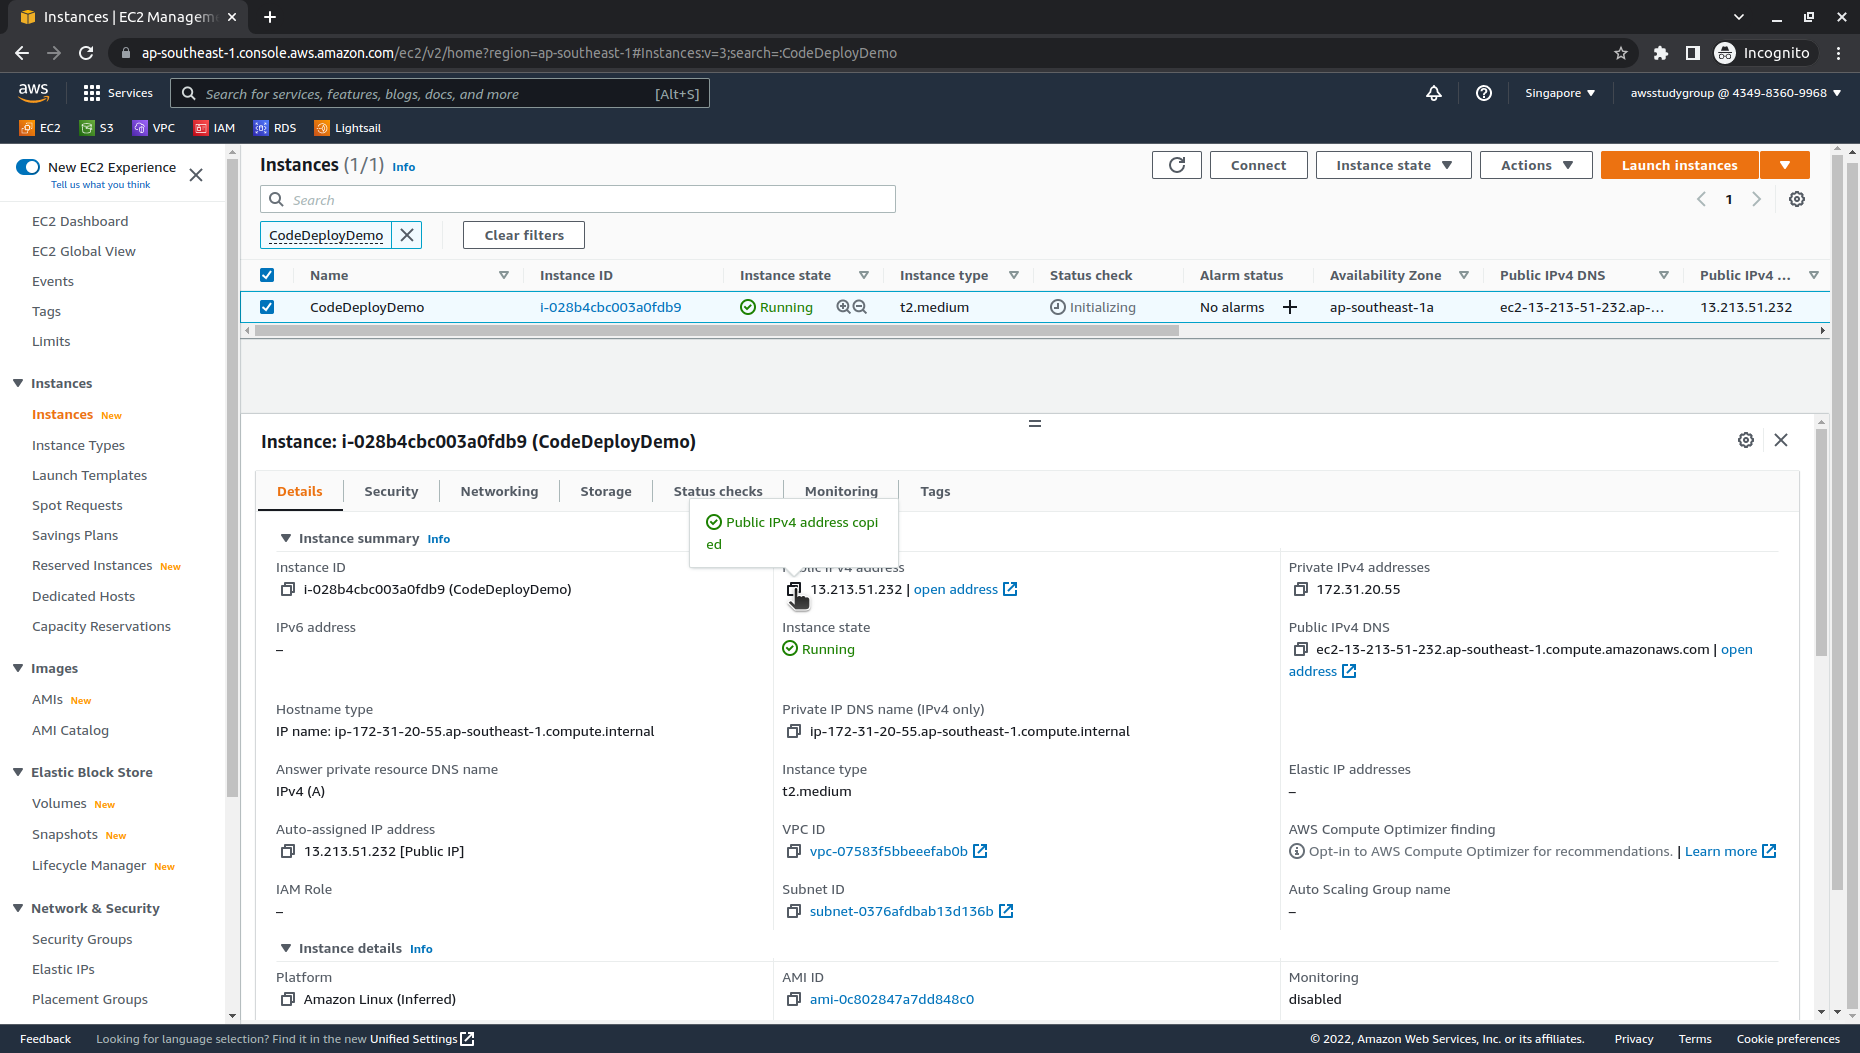 Instances | EC2 Managem
ap-southeast-1.console.aws.amazon.com/ec2/v2/home?region=ap-southeast-1#Instances:v=3;search=:CodeDeployDemo
Incognito
aws
Services
Search for services, features, blogs, docs, and more
[Alt+S]
Singapore
awsstudygroup @ 4349-8360-9968
EC2
S3
VPC
IAM
RDS
Lightsail
New EC2 Experience
Tell us what you think
EC2 Dashboard
EC2 Global View
Events
Tags
Limits
Instances
Instances New
Instance Types
Launch Templates
Spot Requests
Savings Plans
Reserved Instances New
Dedicated Hosts
Capacity Reservations
Images
AMIs New
AMI Catalog
Elastic Block Store
Volumes New
Snapshots New
Lifecycle Manager New
Network & Security
Security Groups
Elastic IPs
Placement Groups
Instances (1/1) Info
Connect
Instance state
Actions
Launch instances
Search
1
CodeDeployDemo
Clear filters
Name
Instance ID
Instance state
Instance type
Status check
Alarm status
Availability Zone
Public IPv4 DNS
Public IPv4 ...
CodeDeployDemo
i-028b4cbc003a0fdb9
Running
t2.medium
Initializing
No alarms
ap-southeast-1a
ec2-13-213-51-232.ap-...
13.213.51.232
Instance: i-028b4cbc003a0fdb9 (CodeDeployDemo)
Details
Security
Networking
Storage
Status checks
Monitoring
Tags
Public IPv4 address copi
ed
Instance summary Info
Instance ID
i-028b4cbc003a0fdb9 (CodeDeployDemo)
Public IPv4 address
13.213.51.232 | open address
Private IPv4 addresses
172.31.20.55
IPv6 address
–
Instance state
Running
Public IPv4 DNS
ec2-13-213-51-232.ap-southeast-1.compute.amazonaws.com | open
address
Hostname type
IP name: ip-172-31-20-55.ap-southeast-1.compute.internal
Private IP DNS name (IPv4 only)
ip-172-31-20-55.ap-southeast-1.compute.internal
Answer private resource DNS name
IPv4 (A)
Instance type
t2.medium
Elastic IP addresses
–
Auto-assigned IP address
13.213.51.232 [Public IP]
VPC ID
vpc-07583f5bbeeefab0b
AWS Compute Optimizer finding
Opt-in to AWS Compute Optimizer for recommendations. | Learn more
IAM Role
–
Subnet ID
subnet-0376afdbab13d136b
Auto Scaling Group name
–
Instance details Info
Platform
Amazon Linux (Inferred)
AMI ID
ami-0c802847a7dd848c0
Monitoring
disabled
Feedback
Looking for language selection? Find it in the new Unified Settings
© 2022, Amazon Web Services, Inc. or its affiliates.
Privacy
Terms
Cookie preferences